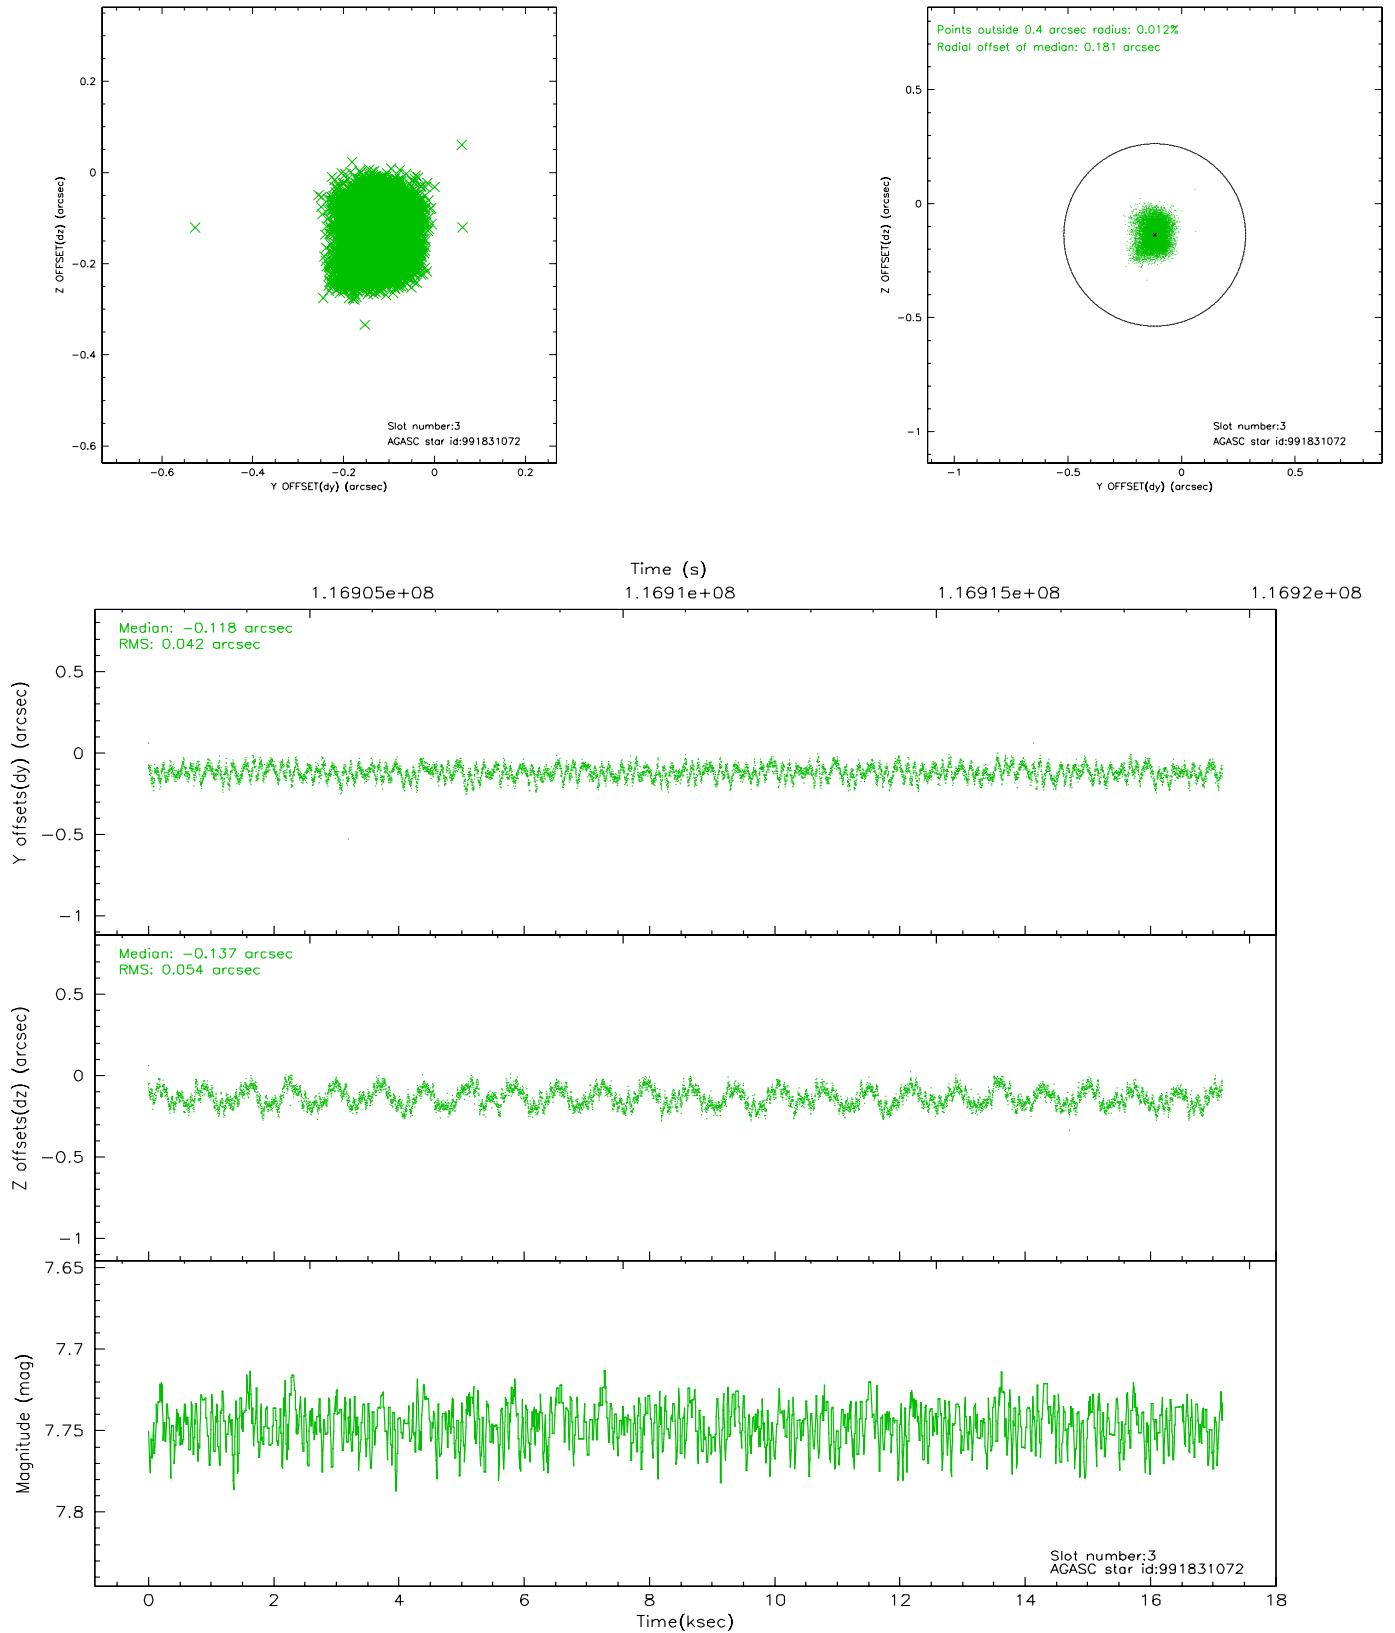 0.2
0
−0.2
−0.4
−0.6
Z OFFSET(dz) (arcsec)
Slot number:3
AGASC star id:991831072
−0.6 −0.4 −0.2 0 0.2
Y OFFSET(dy) (arcsec)
Points outside 0.4 arcsec radius: 0.012%
Radial offset of median: 0.181 arcsec
0.5
0
−0.5
−1
Z OFFSET(dz) (arcsec)
Slot number:3
AGASC star id:991831072
−1 −0.5 0 0.5
Y OFFSET(dy) (arcsec)
Time (s)
1.16905e+08 1.1691e+08 1.16915e+08 1.1692e+08
Median: −0.118 arcsec
RMS: 0.042 arcsec
0.5
0
−0.5
−1
Y offsets(dy) (arcsec)
Median: −0.137 arcsec
RMS: 0.054 arcsec
0.5
0
−0.5
−1
Z offsets(dz) (arcsec)
7.65
7.7
7.75
7.8
Magnitude (mag)
Slot number:3
AGASC star id:991831072
0 2 4 6 8 10 12 14 16 18
Time(ksec)